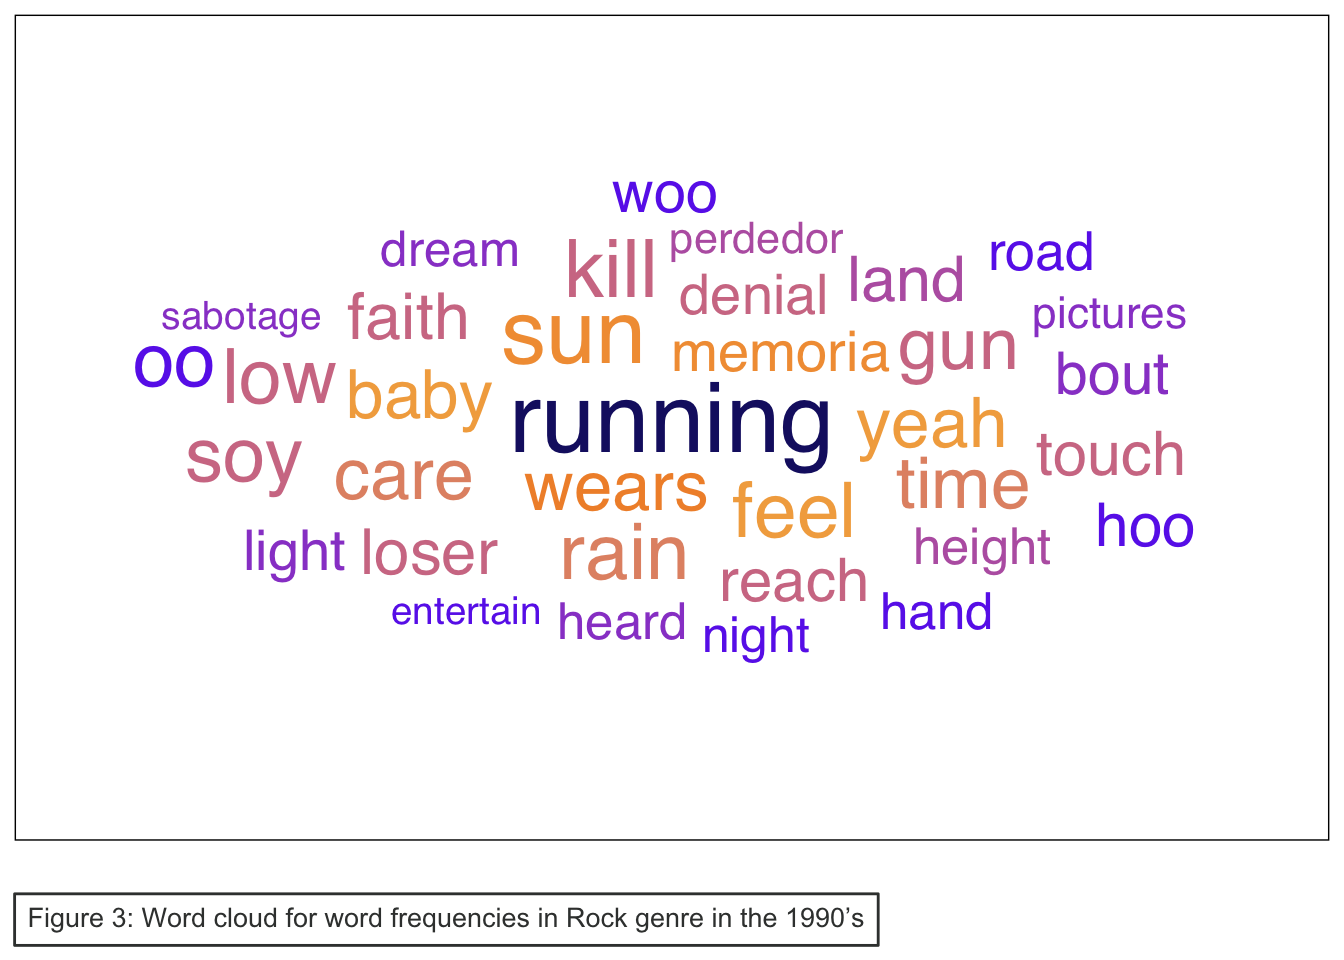 woo
dream kill perdedor road
sabotage faith sun denial land pictures
oo low baby memoria gun bout
running yeah
soy care wears feel time touch
light loser rain reach height hoo
entertain heard night hand
Figure 3: Word cloud for word frequencies in Rock genre in the 1990’s